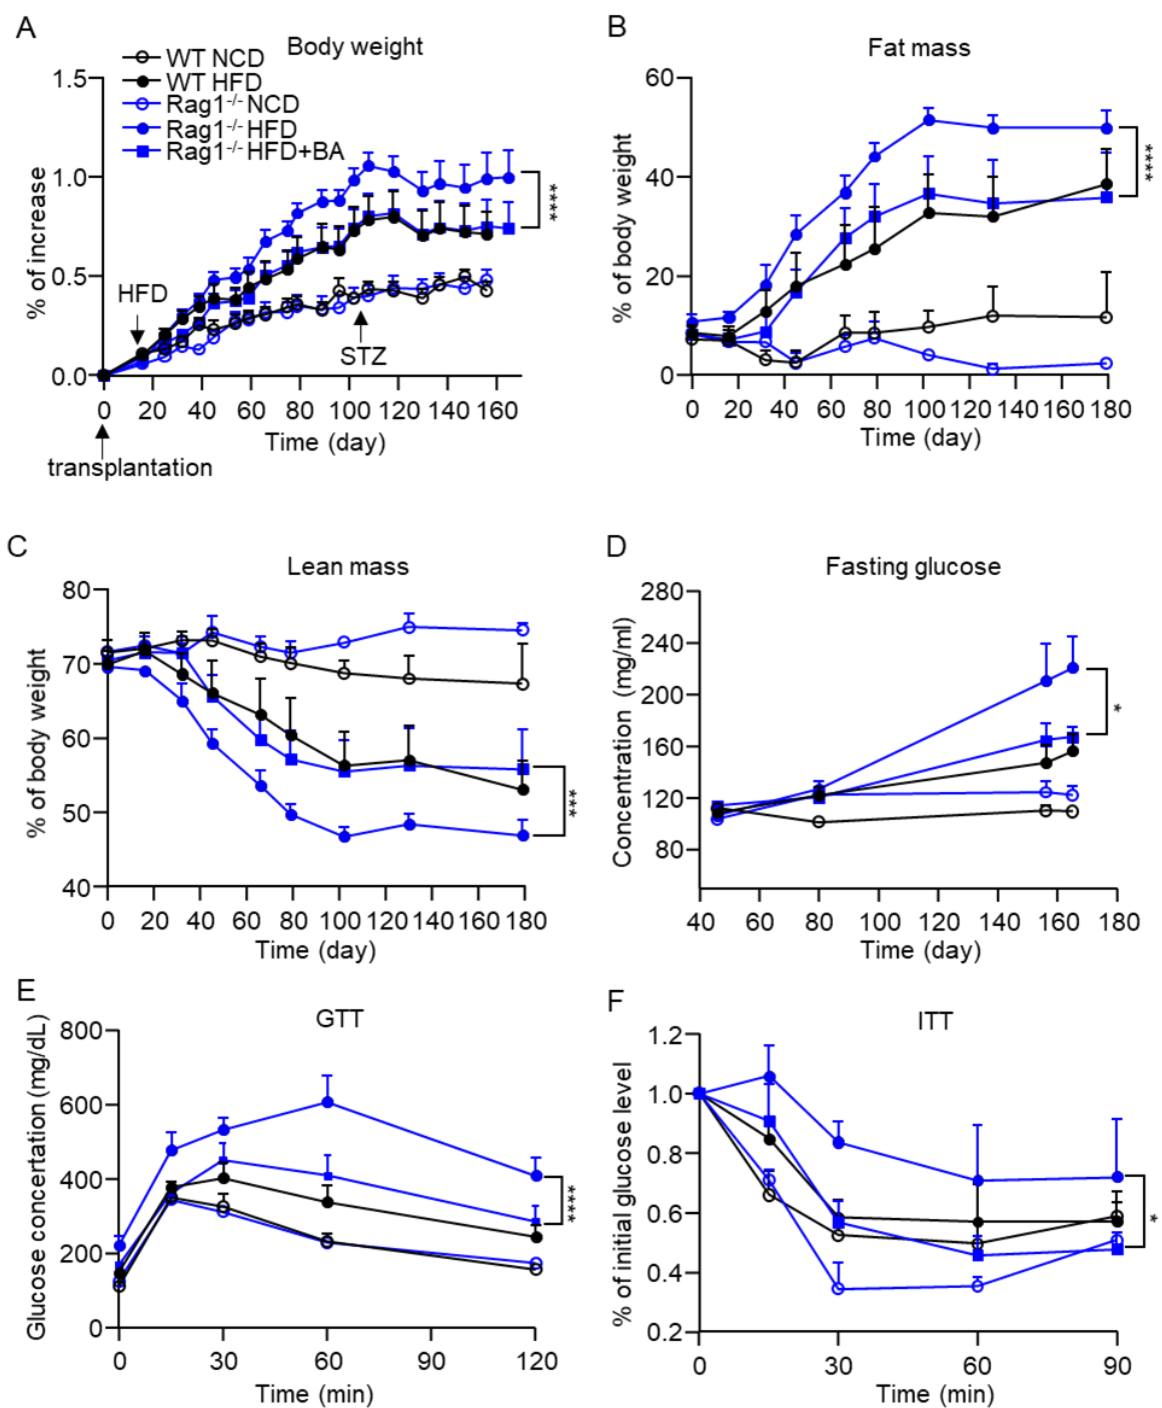 A
Body weight
WT NCD
WT HFD
Rag1-/- NCD
Rag1-/- HFD
Rag1-/- HFD+BA
% of increase
1.5
1.0
0.5
0.0
HFD
STZ
****
0 20 40 60 80 100 120 140 160
Time (day)
transplantation
B
Fat mass
% of body weight
60
40
20
0
****
0 20 40 60 80 100 120 140 160 180
Time (day)
C
Lean mass
% of body weight
80
70
60
50
40
***
0 20 40 60 80 100 120 140 160 180
Time (day)
D
Fasting glucose
Concentration (mg/ml)
280
240
200
160
120
80
*
40 60 80 100 120 140 160 180
Time (day)
E
GTT
Glucose concertation (mg/dL)
800
600
400
200
0
****
0 30 60 90 120
Time (min)
F
ITT
% of initial glucose level
1.2
1.0
0.8
0.6
0.4
0.2
*
0 30 60 90
Time (min)